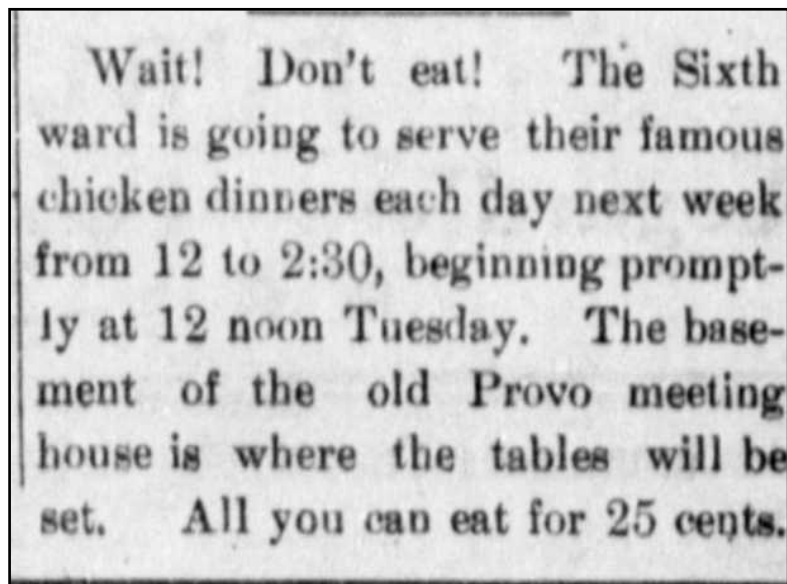 Wait! Don't eat! The Sixth
ward is going to serve their famous
chicken dinners each day next week
from 12 to 2:30, beginning prompt-
ly at 12 noon Tuesday. The base-
ment of the old Provo meeting
house is where the tables will be
set. All you can eat for 25 cents.